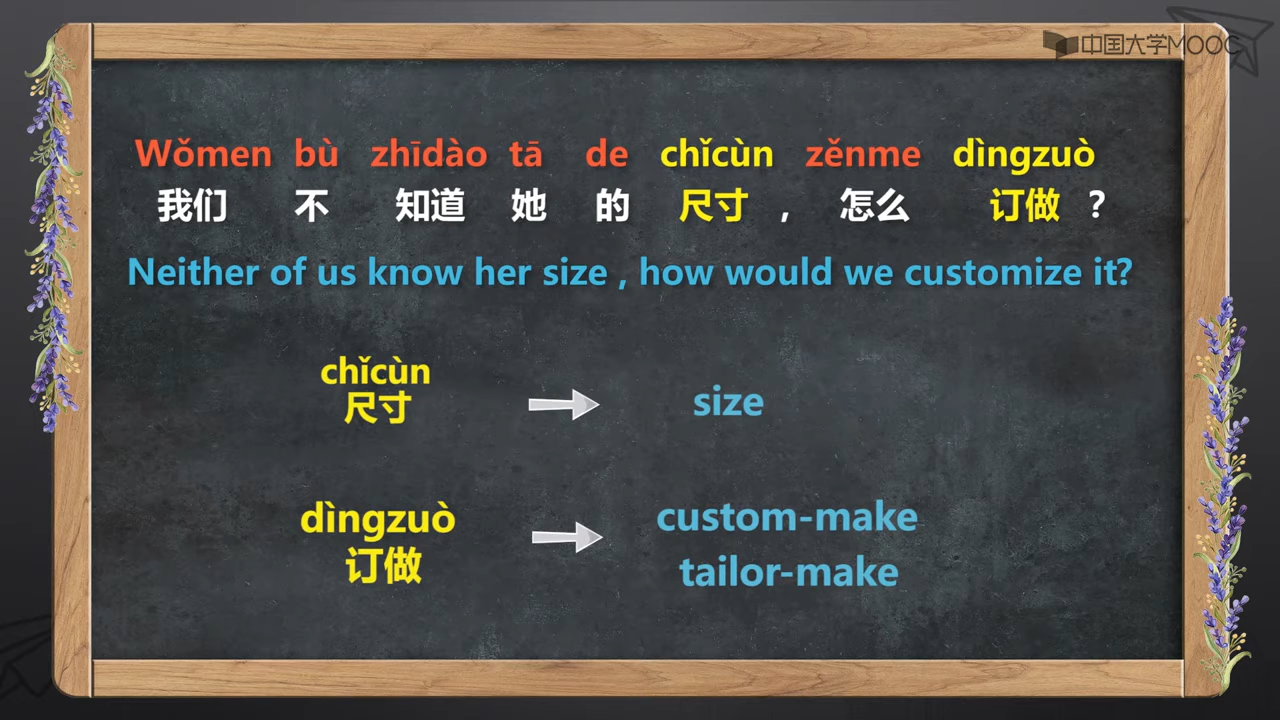 中国大学MOOC
Wǒmen bù zhīdào tā de chǐcùn zěnme dìngzuò
我们 不 知道 她 的 尺寸 , 怎么 订做 ?
Neither of us know her size , how would we customize it?
chǐcùn
尺寸
size
dìngzuò
订做
custom-make
tailor-make